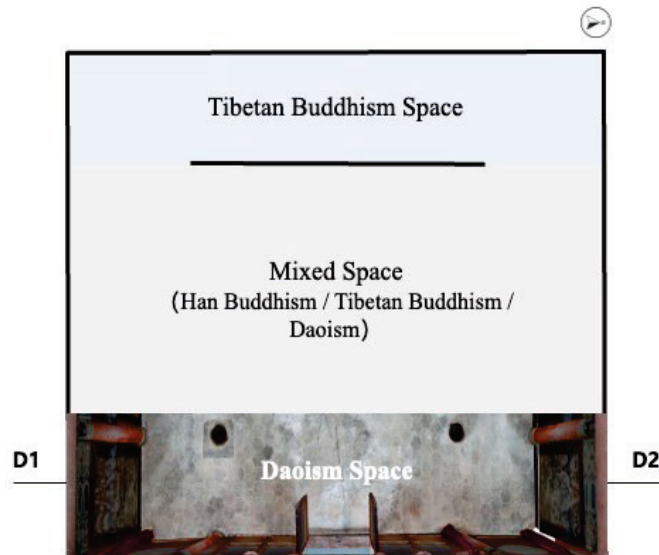 Tibetan Buddhism Space
Mixed Space
(Han Buddhism / Tibetan Buddhism /
Daoism)
D1
Daoism Space
D2